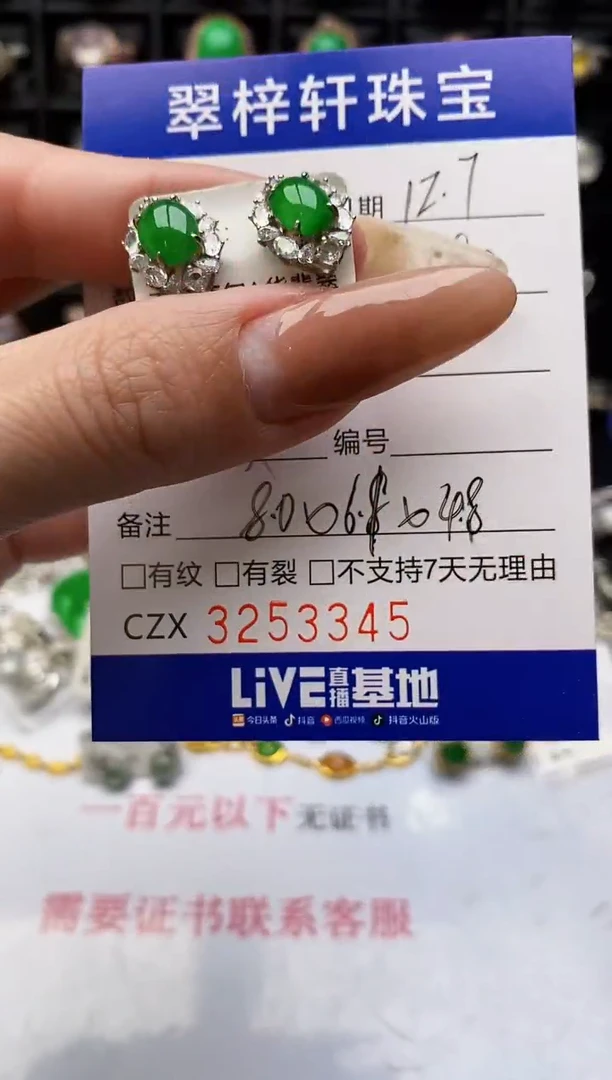 翠梓轩珠宝
期 12.7
编号
备注 8.0 6.8 4.8
□有纹 □有裂 □不支持7天无理由
CZX 3253345
LiVE直播基地
今日头条 抖音 西瓜视频 抖音火山版
一百元以下无证书
需要证书联系客服